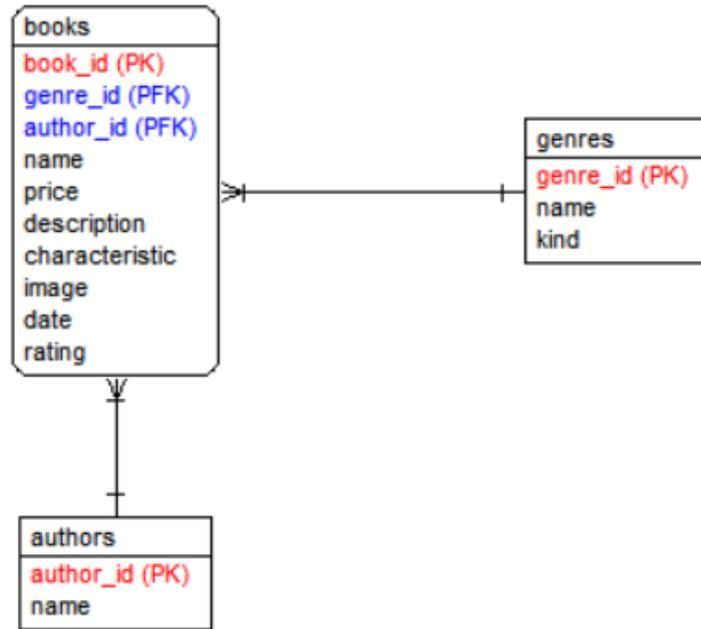 books
book_id (PK)
genre_id (PFK)
author_id (PFK)
name
price
description
characteristic
image
date
rating
genres
genre_id (PK)
name
kind
authors
author_id (PK)
name